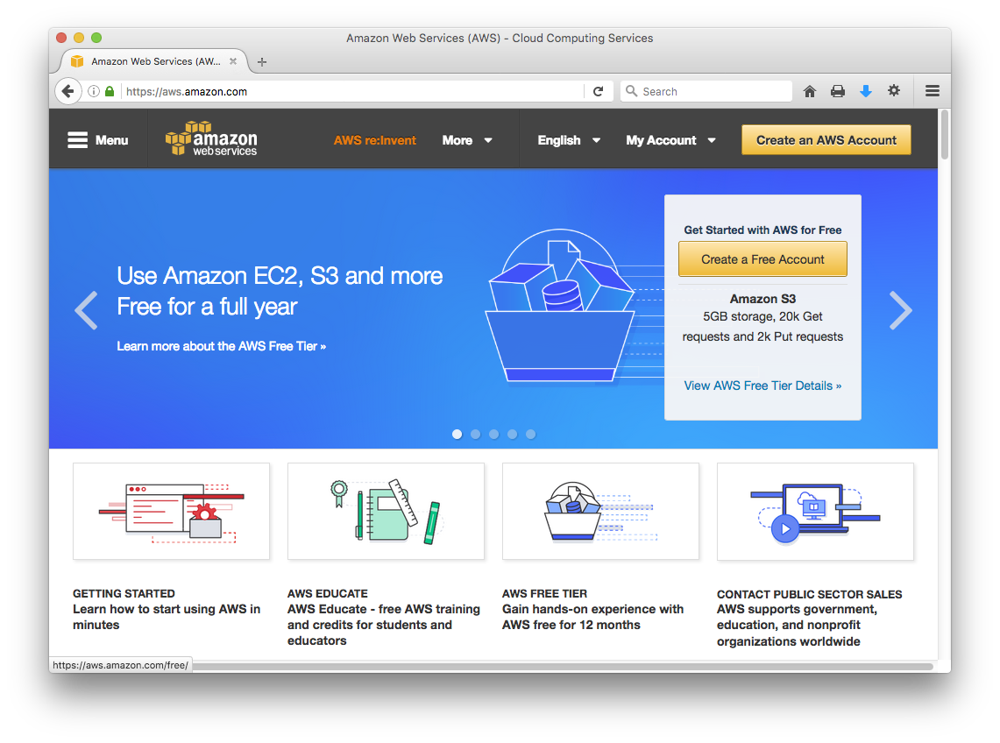 Amazon Web Services (AWS) - Cloud Computing Services
Amazon Web Services (AW...
https://aws.amazon.com
Search
Menu
amazon
webservices
AWS re:Invent
More
English
My Account
Create an AWS Account
Use Amazon EC2, S3 and more
Free for a full year
Learn more about the AWS Free Tier »
Get Started with AWS for Free
Create a Free Account
Amazon S3
5GB storage, 20k Get
requests and 2k Put requests
View AWS Free Tier Details »
GETTING STARTED
Learn how to start using AWS in
minutes
AWS EDUCATE
AWS Educate - free AWS training
and credits for students and
educators
AWS FREE TIER
Gain hands-on experience with
AWS free for 12 months
CONTACT PUBLIC SECTOR SALES
AWS supports government,
education, and nonprofit
organizations worldwide
https://aws.amazon.com/free/